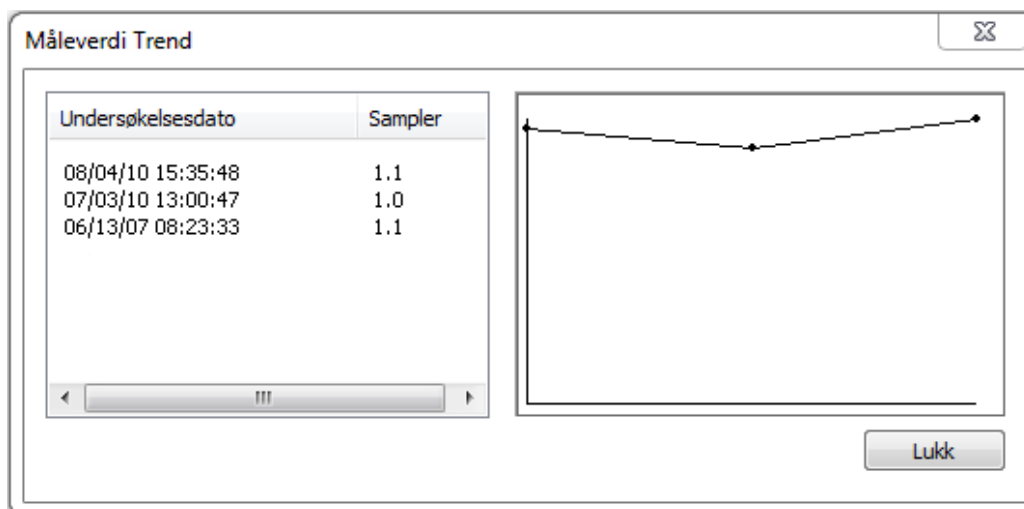 Måleverdi Trend
Undersøkelsesdato Sampler
08/04/10 15:35:48 1.1
07/03/10 13:00:47 1.0
06/13/07 08:23:33 1.1
Lukk